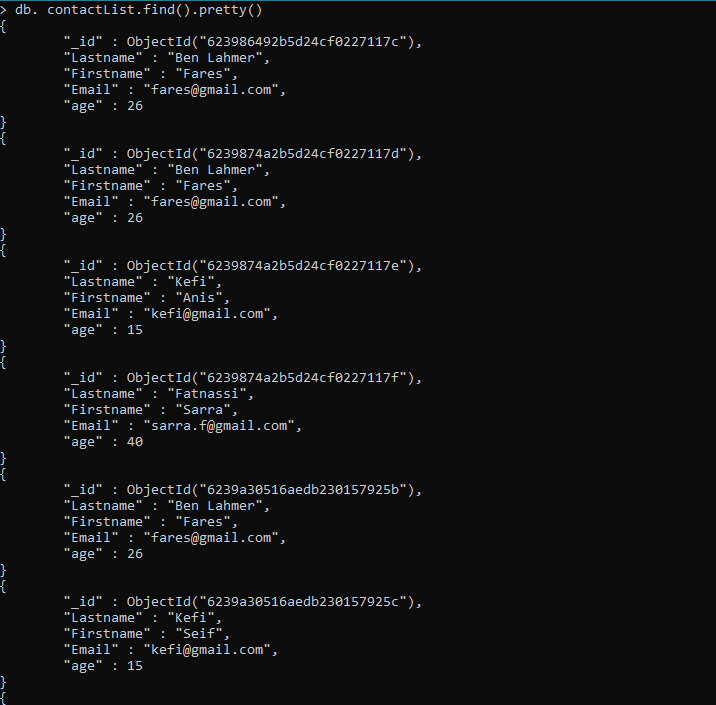 > db. contactList.find().pretty()
{
"_id" : ObjectId("623986492b5d24cf0227117c"),
"Lastname" : "Ben Lahmer",
"Firstname" : "Fares",
"Email" : "fares@gmail.com",
"age" : 26
}
{
"_id" : ObjectId("6239874a2b5d24cf0227117d"),
"Lastname" : "Ben Lahmer",
"Firstname" : "Fares",
"Email" : "fares@gmail.com",
"age" : 26
}
{
"_id" : ObjectId("6239874a2b5d24cf0227117e"),
"Lastname" : "Kefi",
"Firstname" : "Anis",
"Email" : "kefi@gmail.com",
"age" : 15
}
{
"_id" : ObjectId("6239874a2b5d24cf0227117f"),
"Lastname" : "Fatnassi",
"Firstname" : "Sarra",
"Email" : "sarra.f@gmail.com",
"age" : 40
}
{
"_id" : ObjectId("6239a30516aedb230157925b"),
"Lastname" : "Ben Lahmer",
"Firstname" : "Fares",
"Email" : "fares@gmail.com",
"age" : 26
}
{
"_id" : ObjectId("6239a30516aedb230157925c"),
"Lastname" : "Kefi",
"Firstname" : "Seif",
"Email" : "kefi@gmail.com",
"age" : 15
}
{